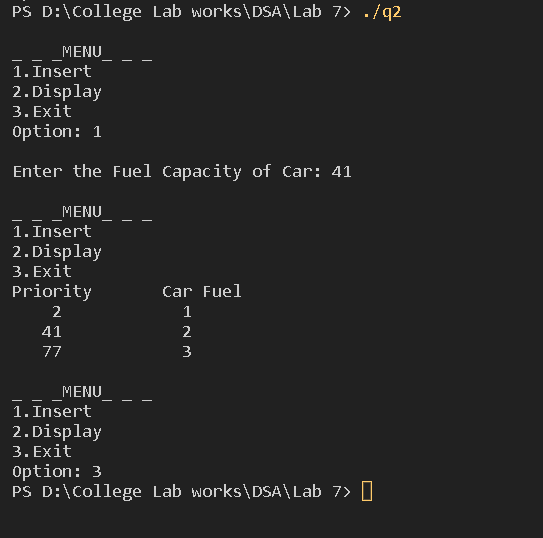 PS D:\College Lab works\DSA\Lab 7> ./q2
_ _ _MENU_ _ _
1.Insert
2.Display
3.Exit
Option: 1
Enter the Fuel Capacity of Car: 41
_ _ _MENU_ _ _
1.Insert
2.Display
3.Exit
Priority Car Fuel
2 1
41 2
77 3
_ _ _MENU_ _ _
1.Insert
2.Display
3.Exit
Option: 3
PS D:\College Lab works\DSA\Lab 7>